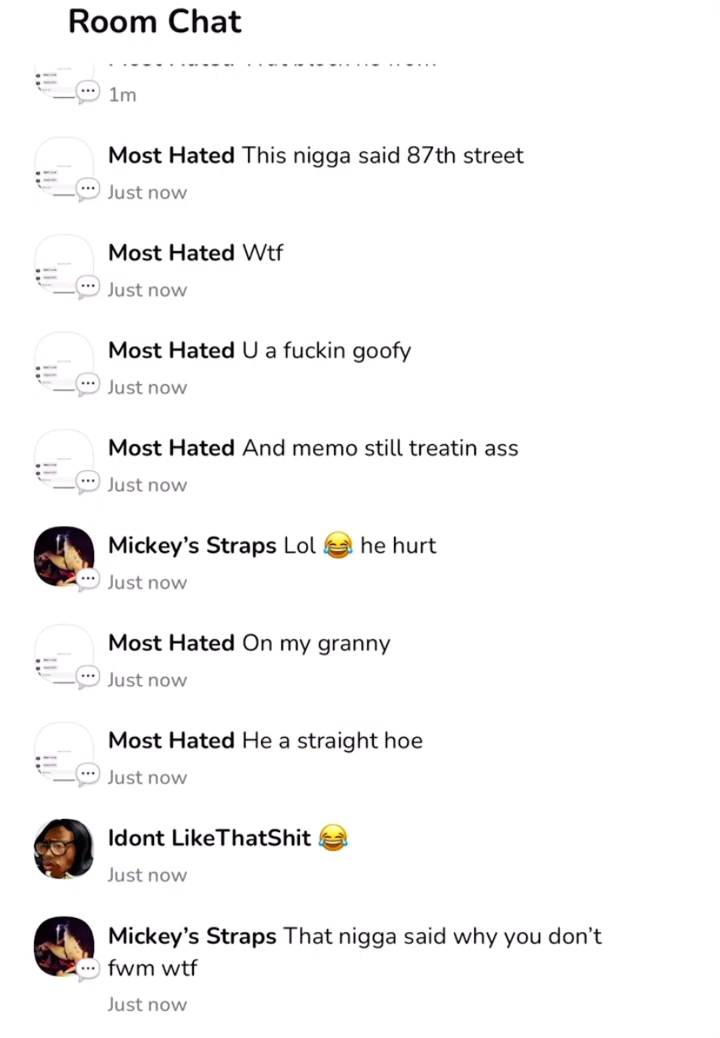 Room Chat
1m
Most Hated This nigga said 87th street
Just now
Most Hated Wtf
Just now
Most Hated U a fuckin goofy
Just now
Most Hated And memo still treatin ass
Just now
Mickey’s Straps Lol 😂 he hurt
Just now
Most Hated On my granny
Just now
Most Hated He a straight hoe
Just now
Idont LikeThatShit 😂
Just now
Mickey’s Straps That nigga said why you don’t
fwm wtf
Just now